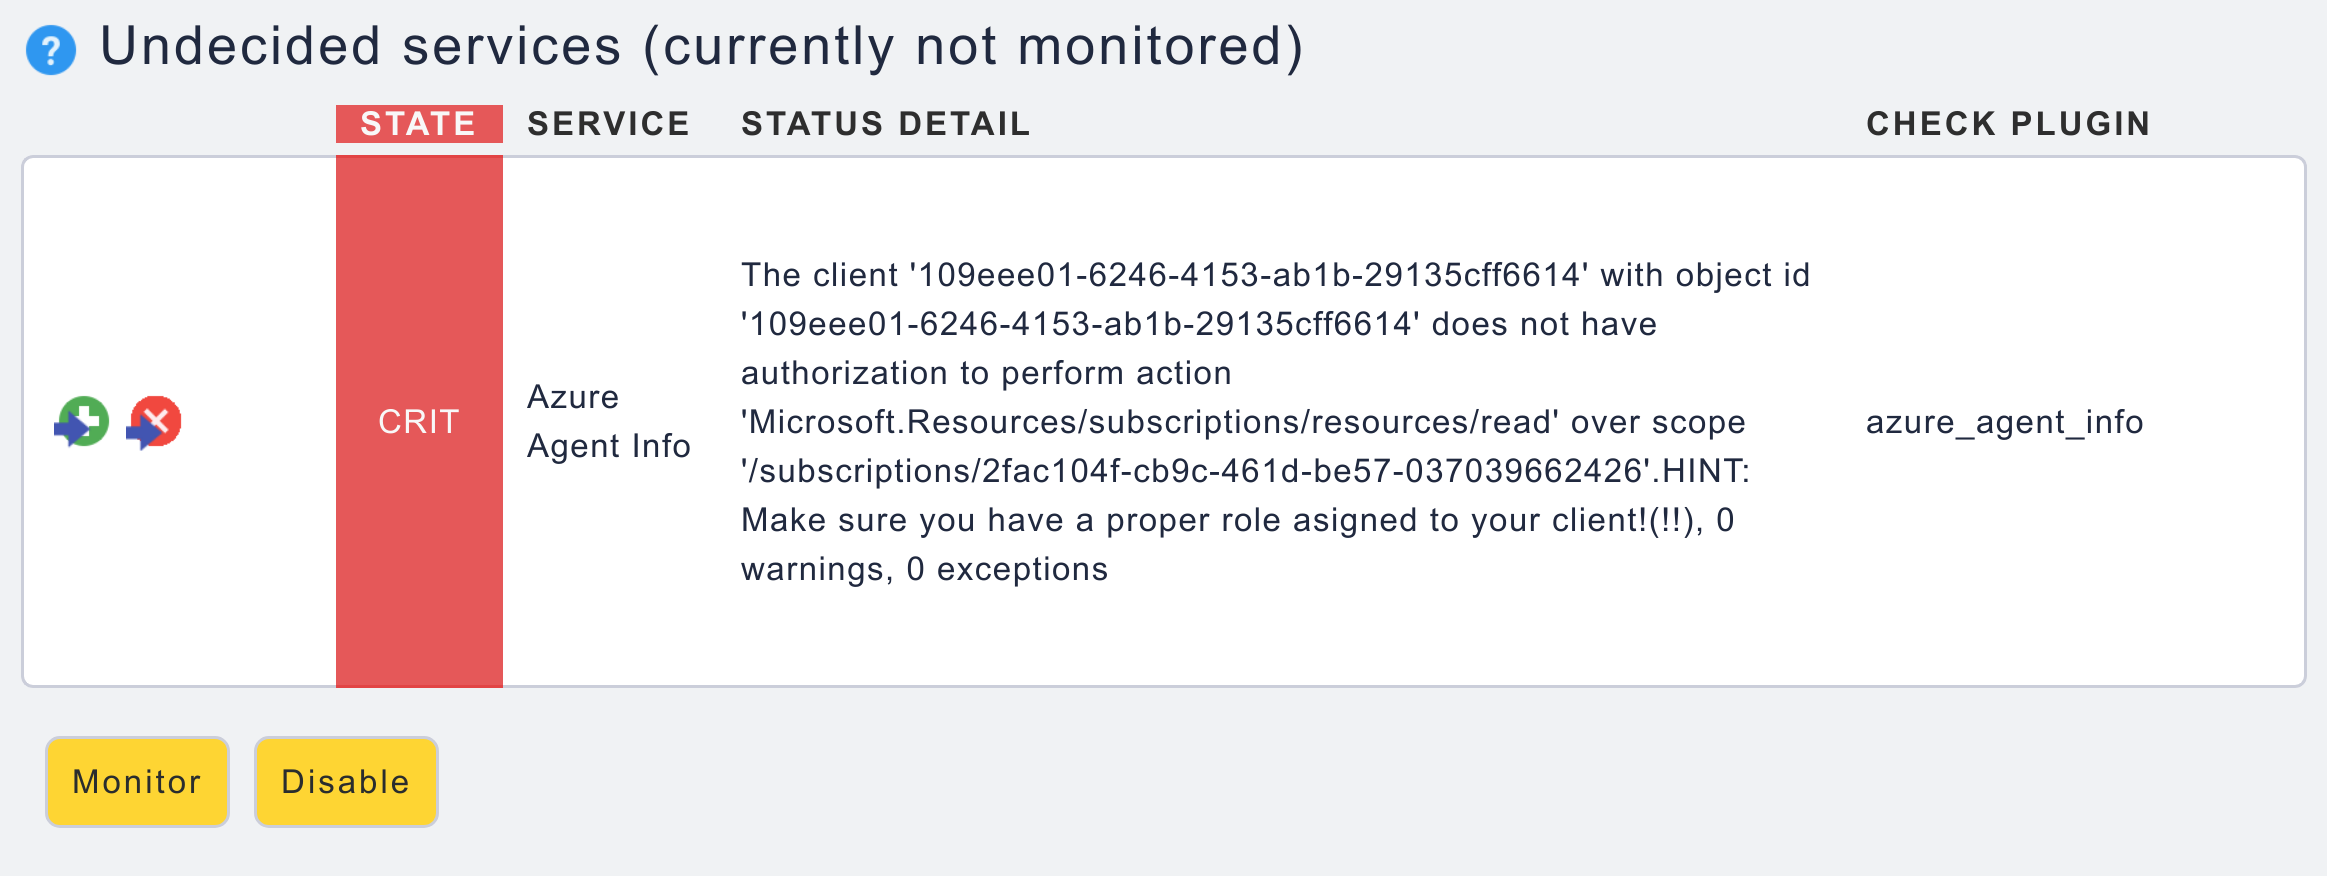 Undecided services (currently not monitored)
STATE SERVICE STATUS DETAIL CHECK PLUGIN
CRIT
Azure
Agent Info
The client '109eee01-6246-4153-ab1b-29135cff6614' with object id
'109eee01-6246-4153-ab1b-29135cff6614' does not have
authorization to perform action
'Microsoft.Resources/subscriptions/resources/read' over scope
'/subscriptions/2fac104f-cb9c-461d-be57-037039662426'.HINT:
Make sure you have a proper role asigned to your client!(!!), 0
warnings, 0 exceptions
azure_agent_info
Monitor Disable